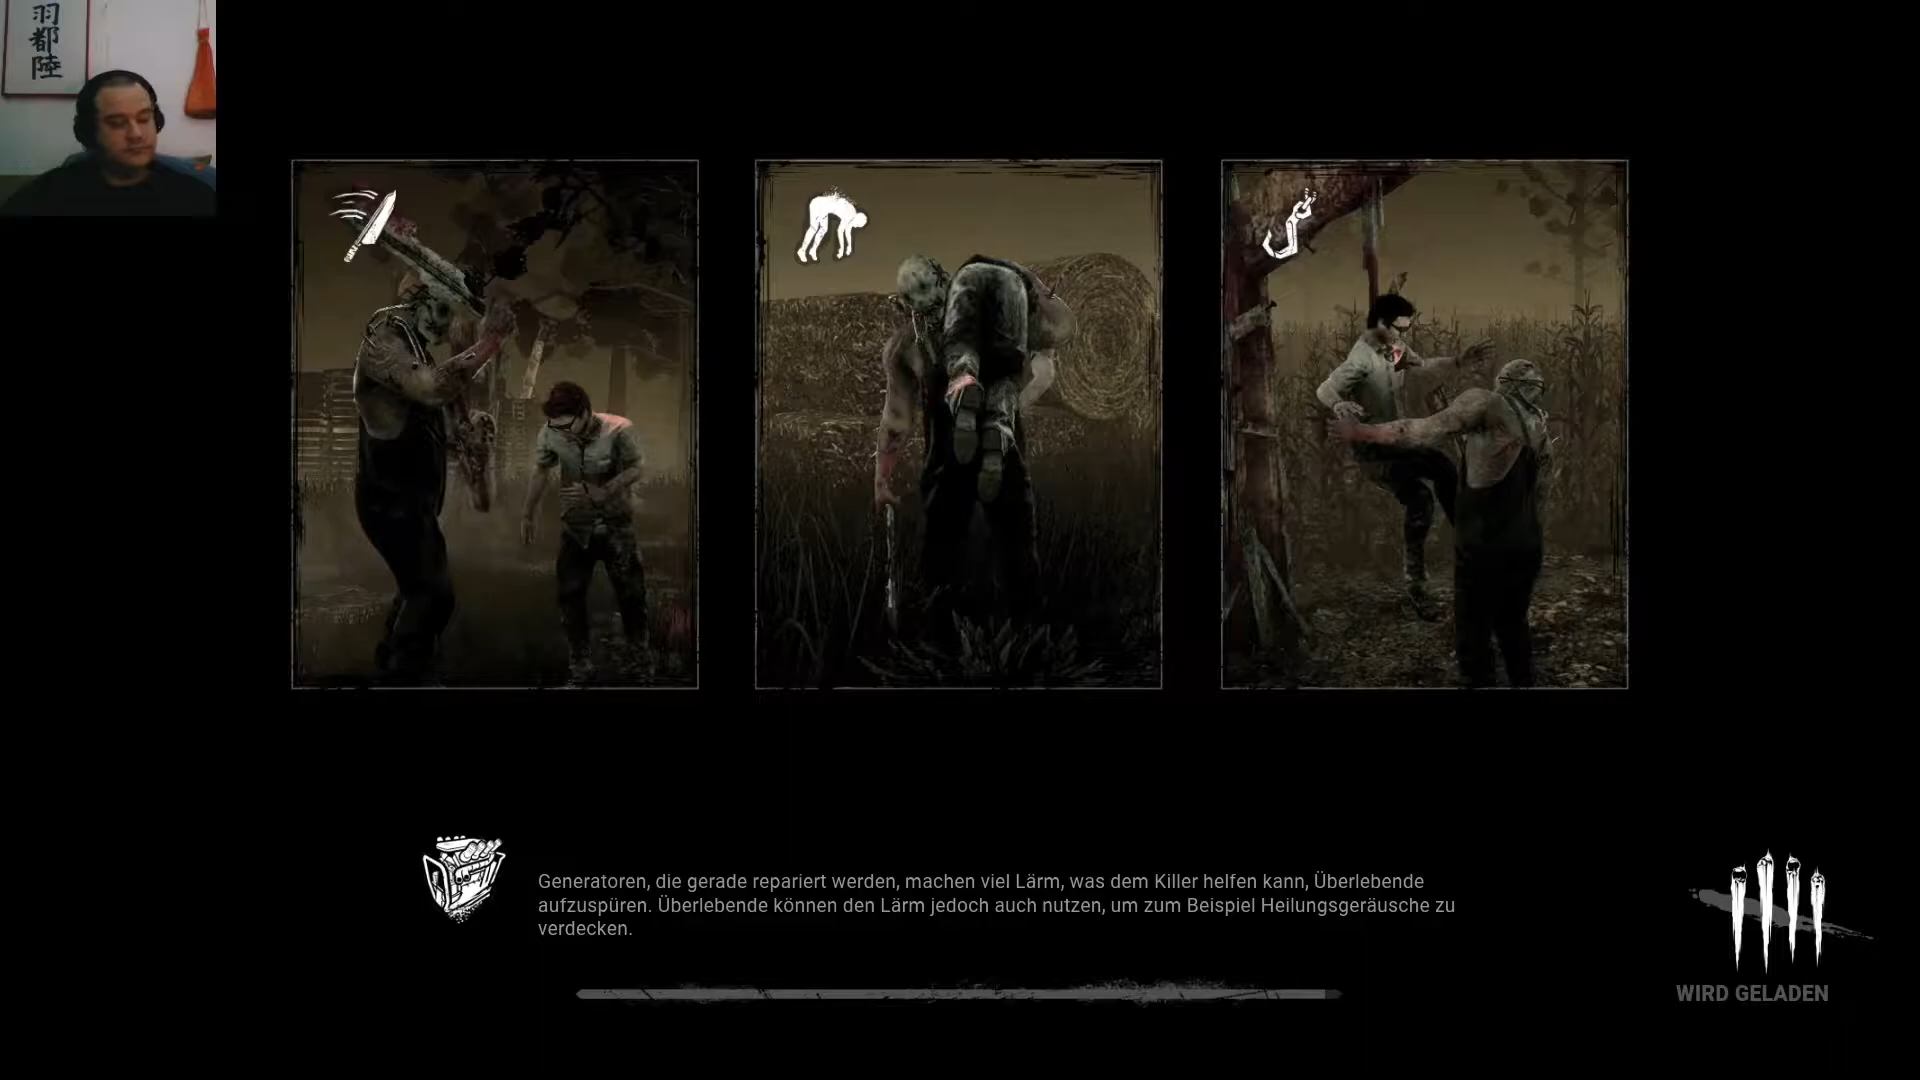 羽
都
陸
Generatoren, die gerade repariert werden, machen viel Lärm, was dem Killer helfen kann, Überlebende
aufzuspüren. Überlebende können den Lärm jedoch auch nutzen, um zum Beispiel Heilungsgeräusche zu
verdecken.
WIRD GELADEN